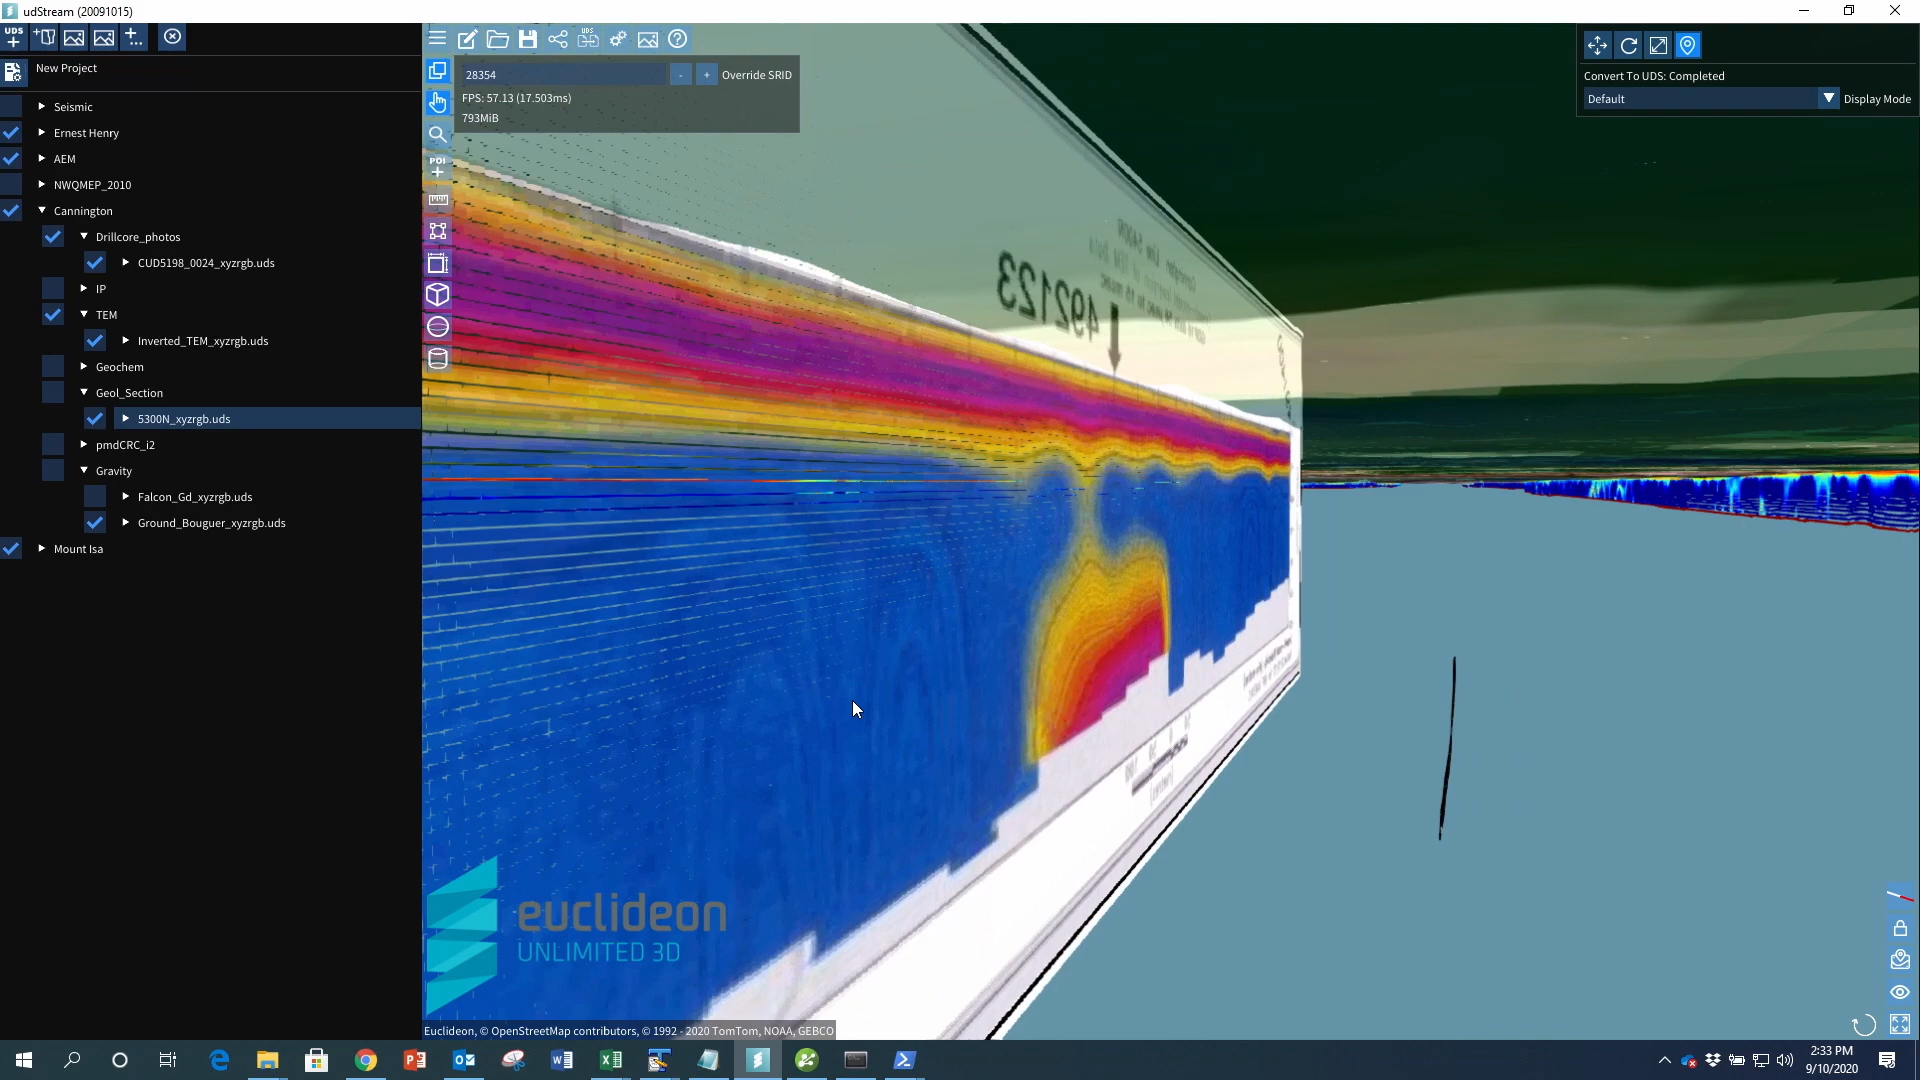 udStream (20091015)
UDS
UDS
New Project
28354
-
+
Override SRID
FPS: 57.13 (17.503ms)
793MiB
Convert To UDS: Completed
Default
Display Mode
POI
Seismic
Ernest Henry
AEM
NWQMEP_2010
Cannington
Drillcore_photos
CUD5198_0024_xyzrgb.uds
IP
TEM
Inverted_TEM_xyzrgb.uds
Geochem
Geol_Section
5300N_xyzrgb.uds
pmdCRC_i2
Gravity
Falcon_Gd_xyzrgb.uds
Ground_Bouguer_xyzrgb.uds
Mount Isa
492123
euclideon
UNLIMITED 3D
Euclideon, © OpenStreetMap contributors, © 1992 - 2020 TomTom, NOAA, GEBCO
2:33 PM
9/10/2020